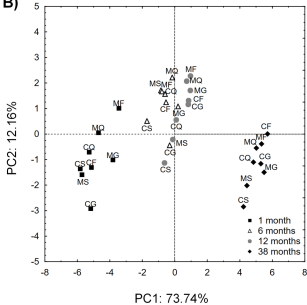 B)
5
4
3
2
1
0
-1
-2
-3
-4
-5
PC2: 12.16%
MQ
MF
MS MF
MQ
CQ
MG
CF
CF
MF
MG
CG
MQ
CQ
CS
MS
CF
CG
CQ
MQ
MF
MG
CS CF
MS
CS
CQ
CF
MG
MS
CG
CS
1 month
6 months
12 months
38 months
-8 -6 -4 -2 0 2 4 6 8
PC1: 73.74%